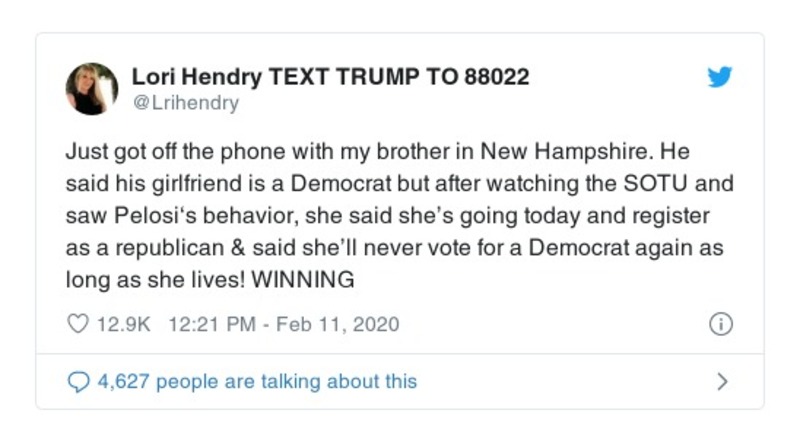 Lori Hendry TEXT TRUMP TO 88022
@Lrihendry
Just got off the phone with my brother in New Hampshire. He
said his girlfriend is a Democrat but after watching the SOTU and
saw Pelosi‘s behavior, she said she’s going today and register
as a republican & said she’ll never vote for a Democrat again as
long as she lives! WINNING
12.9K 12:21 PM - Feb 11, 2020
4,627 people are talking about this